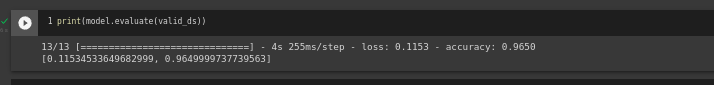 1 print(model.evaluate(valid_ds))
13/13 [==============================] - 4s 255ms/step - loss: 0.1153 - accuracy: 0.9650
[0.11534533649682999, 0.9649999737739563]